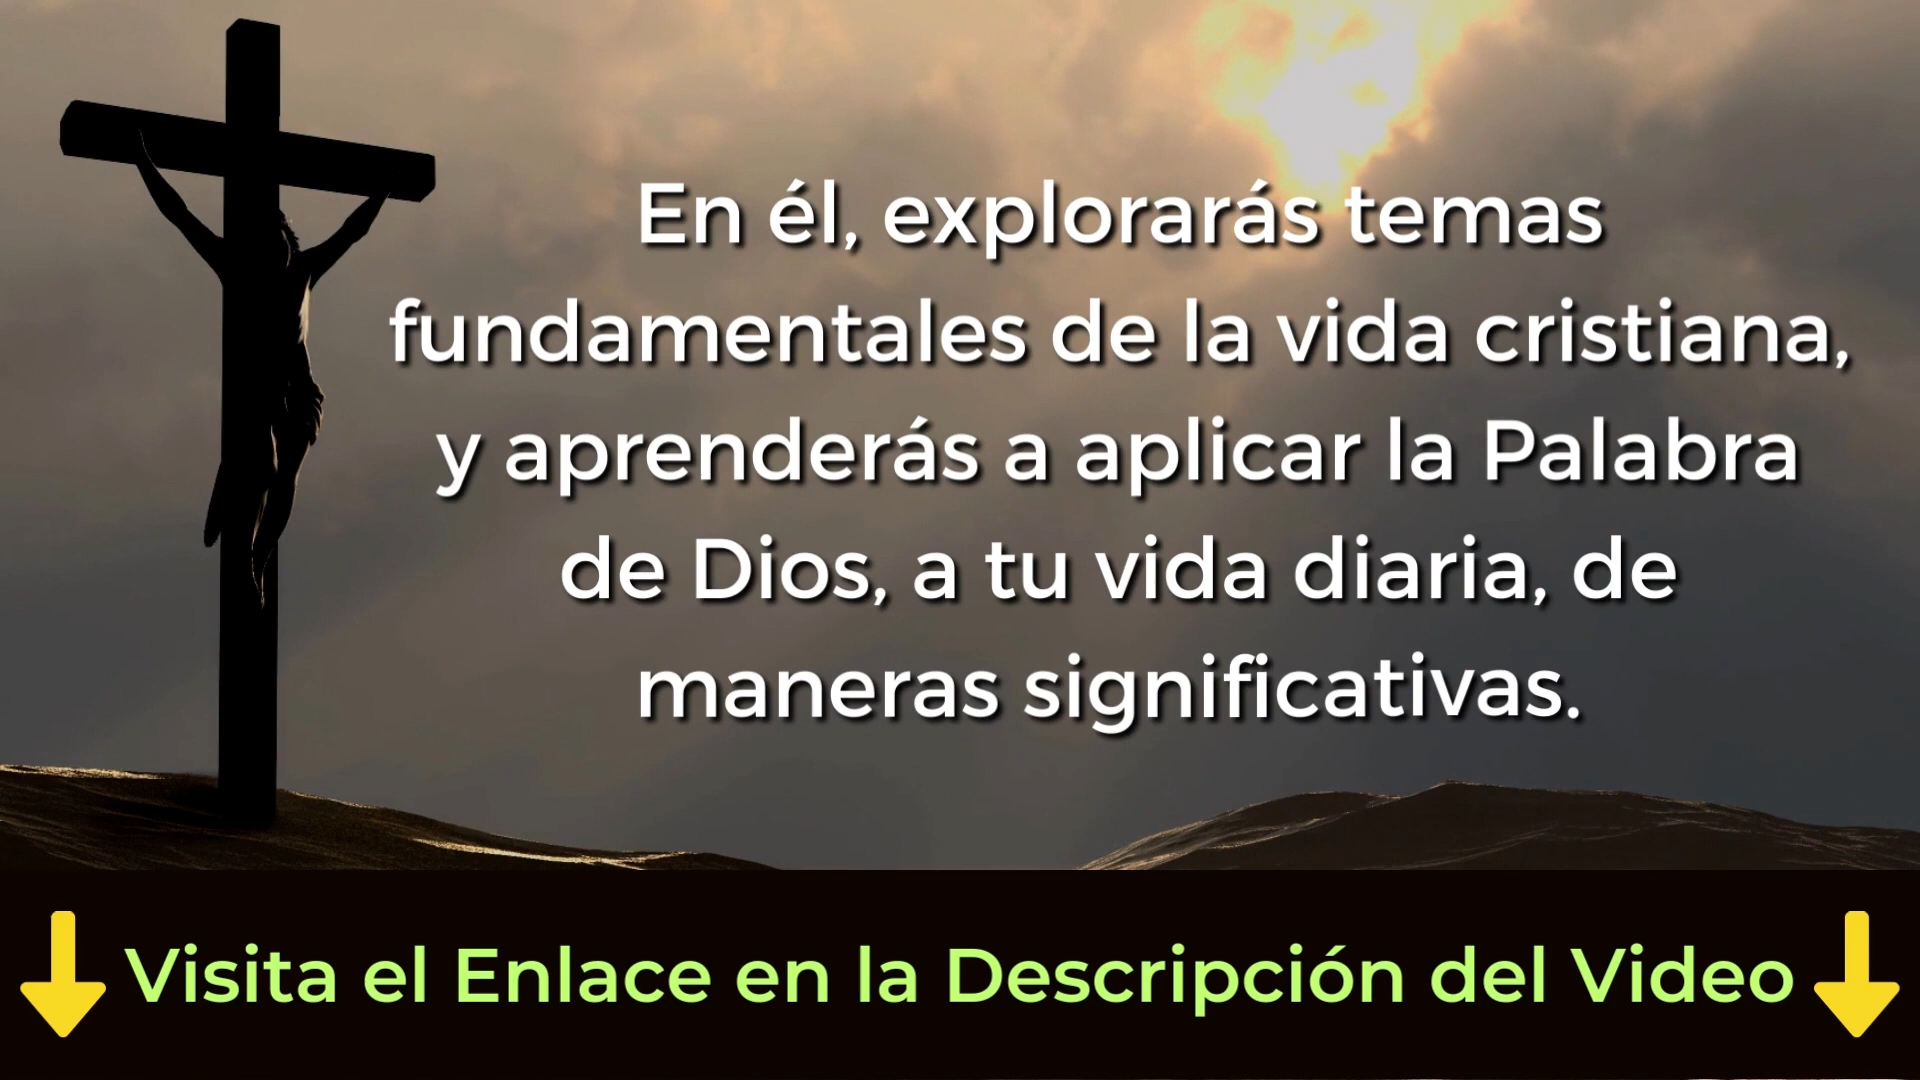 En él, explorarás temas
fundamentales de la vida cristiana,
y aprenderás a aplicar la Palabra
de Dios, a tu vida diaria, de
maneras significativas.
Visita el Enlace en la Descripción del Video